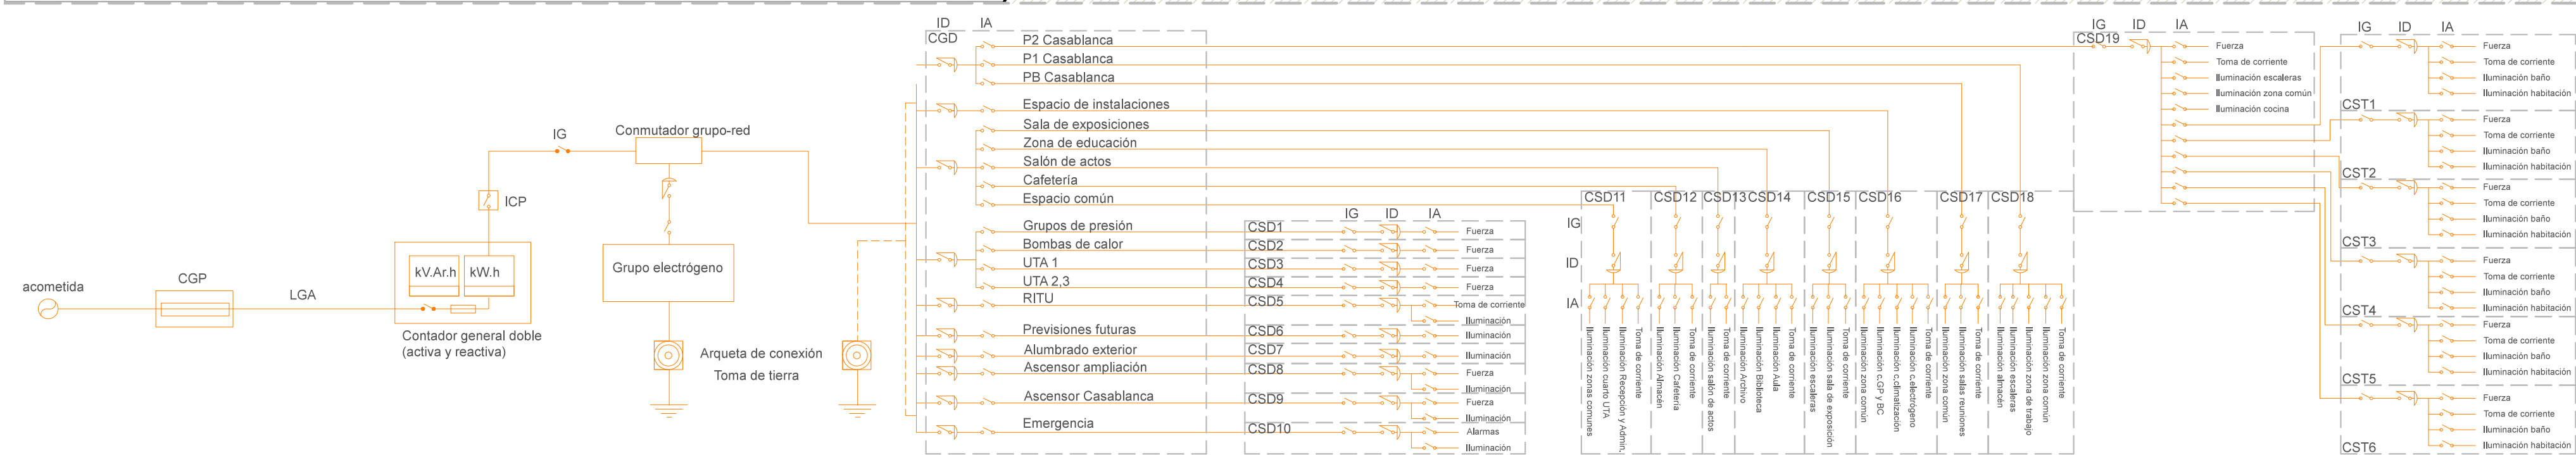 acometida
CGP
LGA
kV.Ar.h
kW.h
Contador general doble
(activa y reactiva)
ICP
IG
Conmutador grupo-red
Grupo electrógeno
Arqueta de conexión
Toma de tierra
ID
IA
CGD
P2 Casablanca
P1 Casablanca
PB Casablanca
Espacio de instalaciones
Sala de exposiciones
Zona de educación
Salón de actos
Cafetería
Espacio común
Grupos de presión
Bombas de calor
UTA 1
UTA 2,3
RITU
Previsiones futuras
Alumbrado exterior
Ascensor ampliación
Ascensor Casablanca
Emergencia
IG
ID
IA
CSD1
Fuerza
CSD2
Fuerza
CSD3
Fuerza
CSD4
Fuerza
CSD5
Toma de corriente
Iluminación
CSD6
Iluminación
CSD7
Iluminación
CSD8
Fuerza
Iluminación
CSD9
Fuerza
Iluminación
CSD10
Alarmas
Iluminación
IG
ID
IA
CSD11
Iluminación zonas comunes
Iluminación cuarto UTA
Iluminación Recepción y Admin.
Toma de corriente
CSD12
Iluminación Almacén
Iluminación Cafetería
Toma de corriente
CSD13
Iluminación salón de actos
Toma de corriente
CSD14
Iluminación Archivo
Iluminación Biblioteca
Iluminación Aula
Toma de corriente
CSD15
Iluminación escaleras
Iluminación sala de exposición
Toma de corriente
CSD16
Iluminación zona común
Iluminación c.GP y BC
Iluminación c.climatización
Iluminación c.electrógeno
Toma de corriente
CSD17
Iluminación zona común
Iluminación salas reuniones
Toma de corriente
CSD18
Iluminación almacén
Iluminación escaleras
Iluminación zona de trabajo
Iluminación zona común
Toma de corriente
IG
ID
IA
CSD19
Fuerza
Toma de corriente
Iluminación escaleras
Iluminación zona común
Iluminación cocina
IG
ID
IA
Fuerza
Toma de corriente
Iluminación baño
Iluminación habitación
CST1
Fuerza
Toma de corriente
Iluminación baño
Iluminación habitación
CST2
Fuerza
Toma de corriente
Iluminación baño
Iluminación habitación
CST3
Fuerza
Toma de corriente
Iluminación baño
Iluminación habitación
CST4
Fuerza
Toma de corriente
Iluminación baño
Iluminación habitación
CST5
Fuerza
Toma de corriente
Iluminación baño
Iluminación habitación
CST6